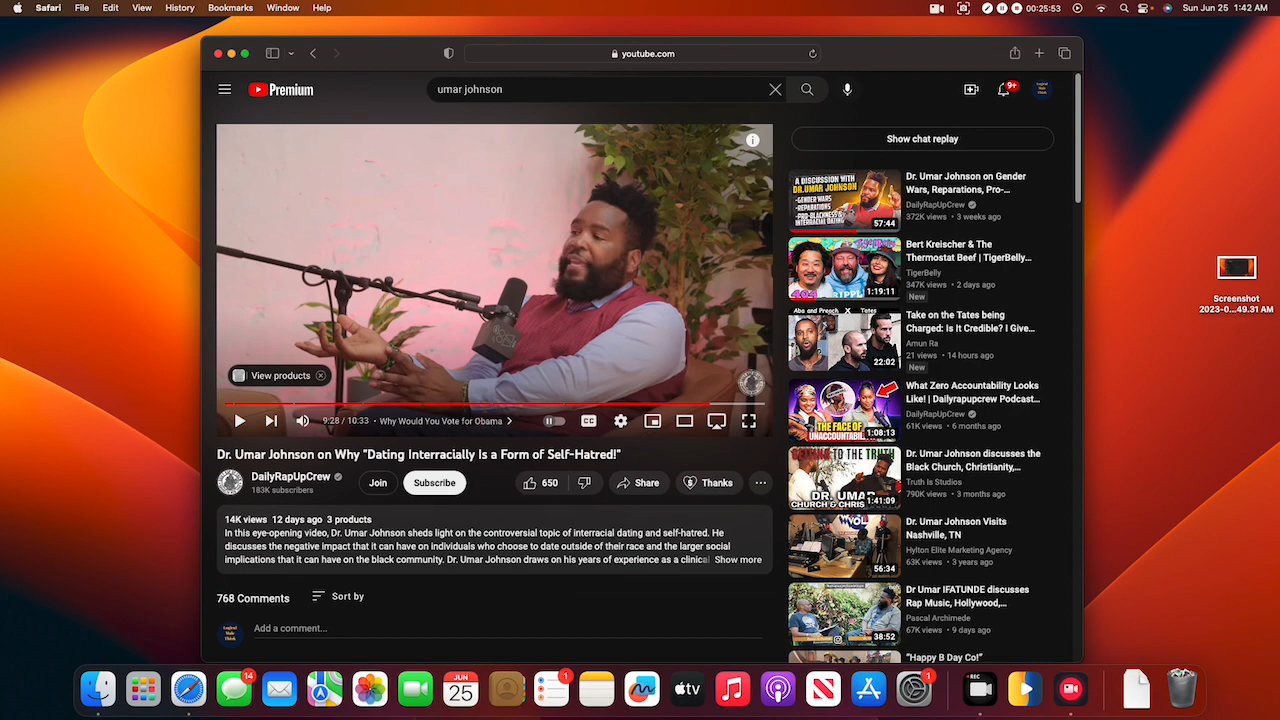 Safari File Edit View History Bookmarks Window Help
00:25:53 Sun Jun 25 1:42 AM
youtube.com
Premium
umar johnson
9+
Show chat replay
View products
9:28 / 10:33 · Why Would You Vote for Obama
CC
Dr. Umar Johnson on Why "Dating Interracially Is a Form of Self-Hatred!"
DailyRapUpCrew
183K subscribers
Join
Subscribe
650
Share
Thanks
14K views 12 days ago 3 products
In this eye-opening video, Dr. Umar Johnson sheds light on the controversial topic of interracial dating and self-hatred. He
discusses the negative impact that it can have on individuals who choose to date outside of their race and the larger social
implications that it can have on the black community. Dr. Umar Johnson draws on his years of experience as a clinical Show more
768 Comments
Sort by
Logical
Male
Think
Add a comment...
A DISCUSSION WITH
DR.UMAR JOHNSON
-GENDER WARS
-REPARATIONS
-PRO-BLACKNESS &
INTERRACIAL DATING
57:44
Dr. Umar Johnson on Gender
Wars, Reparations, Pro-...
DailyRapUpCrew
372K views • 3 weeks ago
404
1:19:11
Bert Kreischer & The
Thermostat Beef | TigerBelly...
TigerBelly
347K views • 2 days ago
New
Aba and Preach X Tates
22:02
Take on the Tates being
Charged: Is It Credible? I Give...
Amun Ra
21 views • 14 hours ago
New
THE FACE OF
1:08:13
What Zero Accountability Looks
Like! | Dailyrapupcrew Podcast...
DailyRapUpCrew
61K views • 6 months ago
GETTING TO THE TRUTH
DR. UMAR
CHURCH & CHRIS
1:41:09
Dr. Umar Johnson discusses the
Black Church, Christianity,...
Truth Is Studios
790K views • 3 months ago
56:34
Dr. Umar Johnson Visits
Nashville, TN
Hylton Elite Marketing Agency
63K views • 3 years ago
38:52
Dr Umar IFATUNDE discusses
Rap Music, Hollywood,...
Pascal Archimede
67K views • 9 days ago
"Happy B Day Co!"
Screenshot
2023-0...49.31 AM
14
JUN
25
1
tv
1
REC